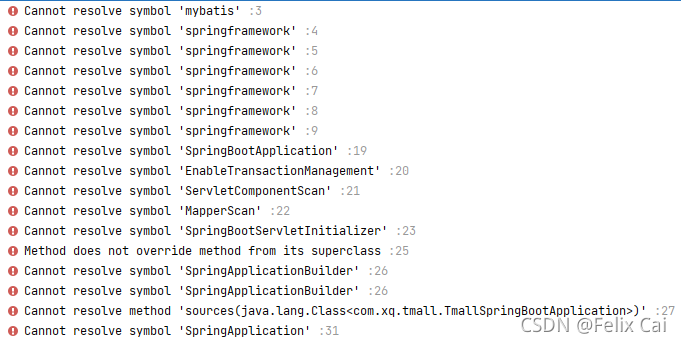 Cannot resolve symbol 'mybatis' :3
Cannot resolve symbol 'springframework' :4
Cannot resolve symbol 'springframework' :5
Cannot resolve symbol 'springframework' :6
Cannot resolve symbol 'springframework' :7
Cannot resolve symbol 'springframework' :8
Cannot resolve symbol 'springframework' :9
Cannot resolve symbol 'SpringBootApplication' :19
Cannot resolve symbol 'EnableTransactionManagement' :20
Cannot resolve symbol 'ServletComponentScan' :21
Cannot resolve symbol 'MapperScan' :22
Cannot resolve symbol 'SpringBootServletInitializer' :23
Method does not override method from its superclass :25
Cannot resolve symbol 'SpringApplicationBuilder' :26
Cannot resolve symbol 'SpringApplicationBuilder' :26
Cannot resolve method 'sources(java.lang.Class<com.xq.tmall.TmallSpringBootApplication>)' :27
Cannot resolve symbol 'SpringApplication' :31
CSDN @Felix Cai